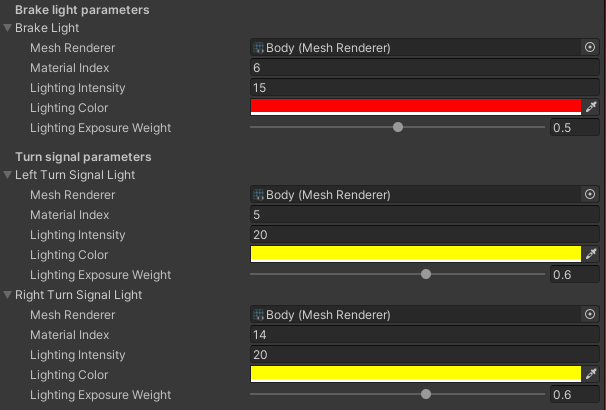 Brake light parameters
Brake Light
Mesh Renderer Body (Mesh Renderer)
Material Index 6
Lighting Intensity 15
Lighting Color
Lighting Exposure Weight 0.5
Turn signal parameters
Left Turn Signal Light
Mesh Renderer Body (Mesh Renderer)
Material Index 5
Lighting Intensity 20
Lighting Color
Lighting Exposure Weight 0.6
Right Turn Signal Light
Mesh Renderer Body (Mesh Renderer)
Material Index 14
Lighting Intensity 20
Lighting Color
Lighting Exposure Weight 0.6